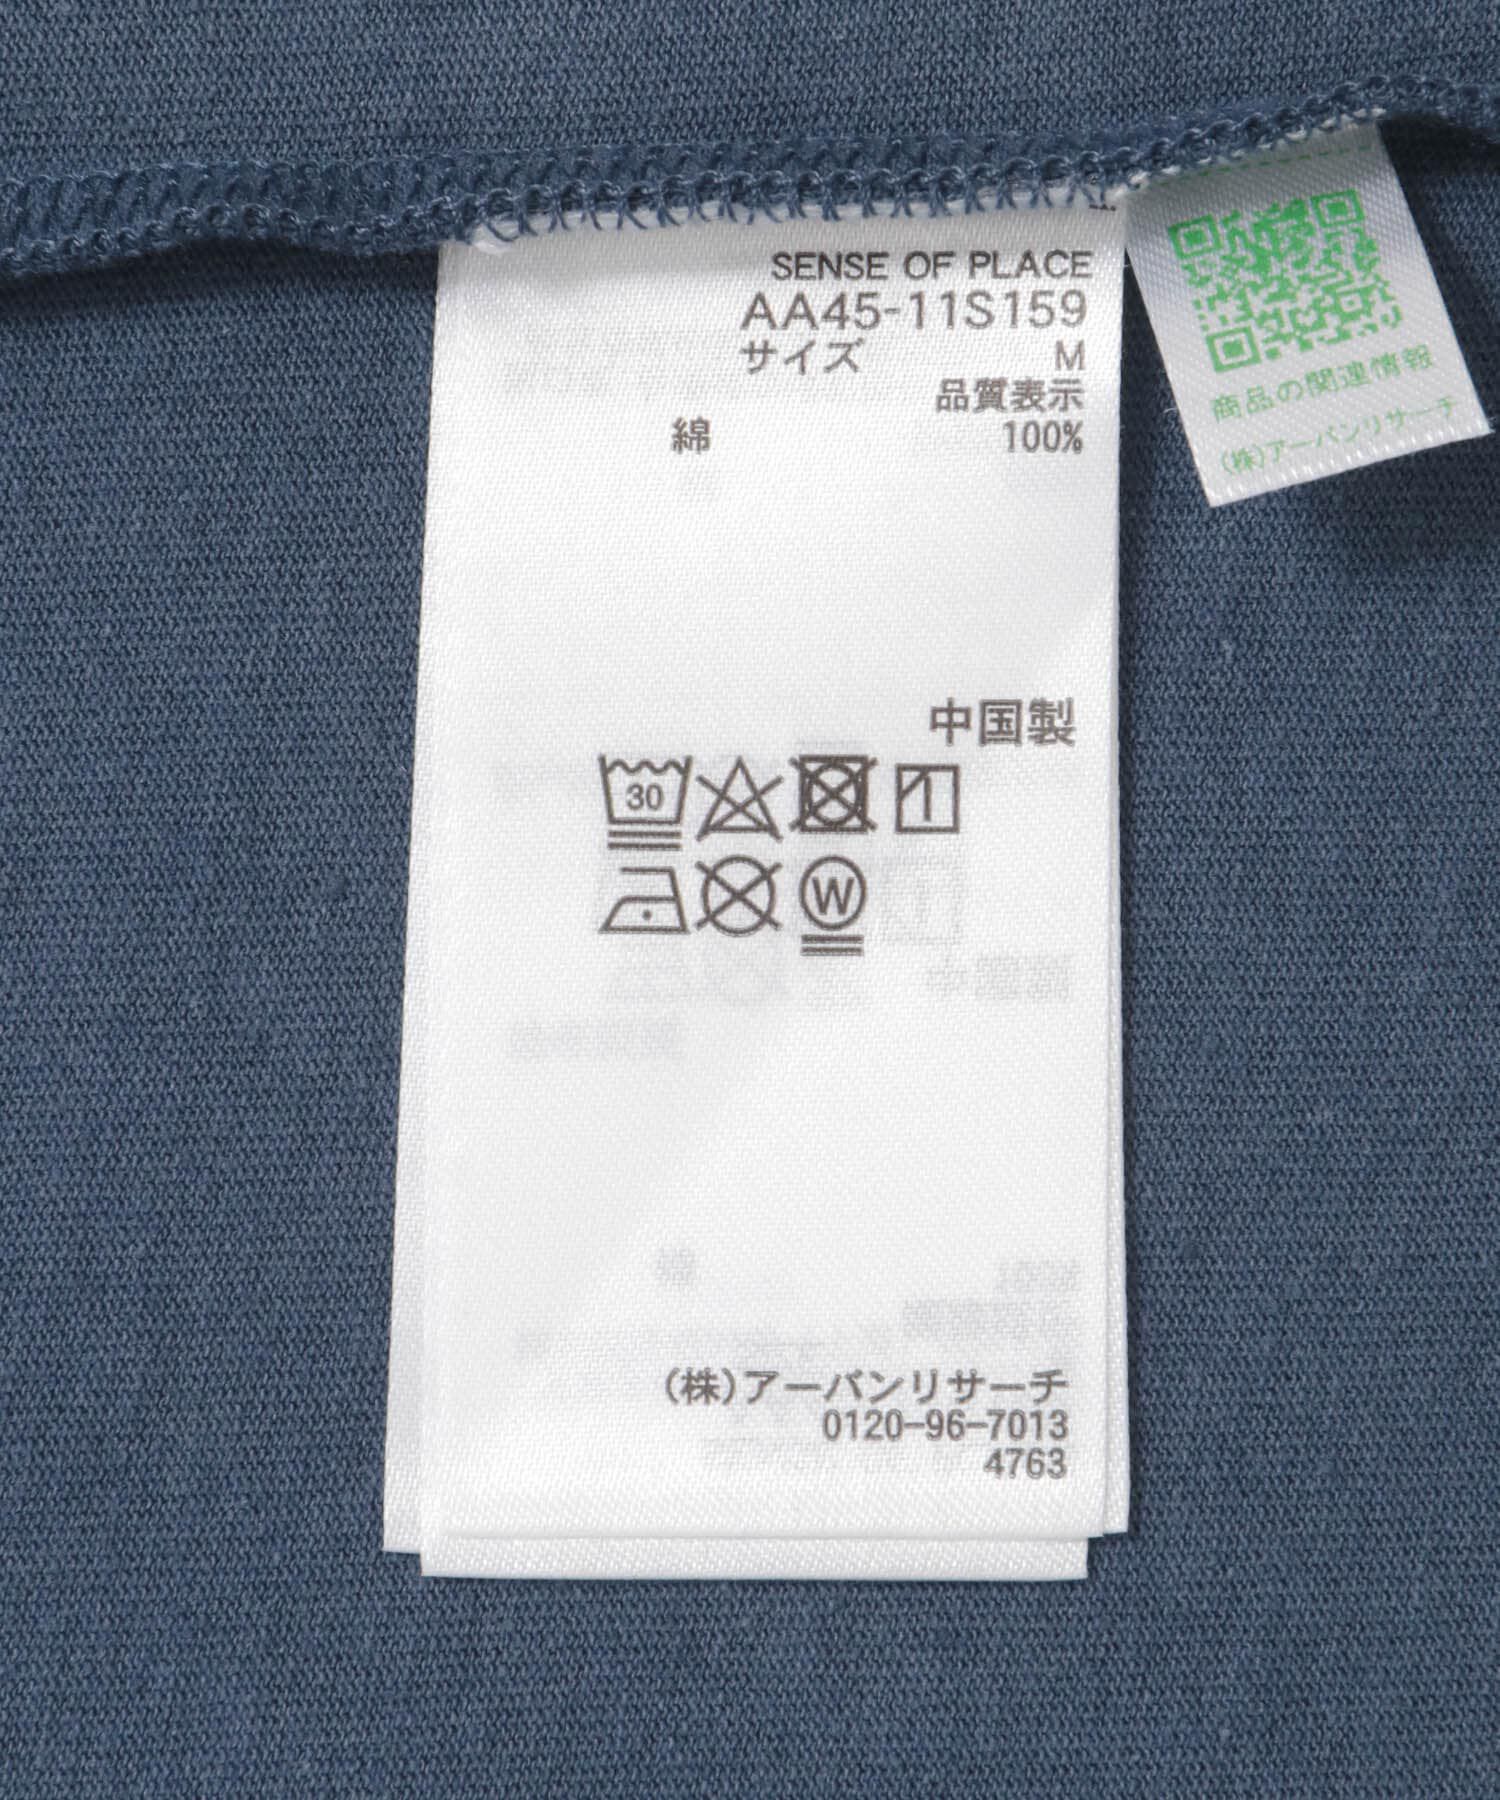 SENSE OF PLACE
AA45-11S159
サイズ M
品質表示
綿 100%
中国製
30
W
(株)アーバンリサーチ
0120-96-7013
4763
商品の関連情報
(株)アーバンリサーチ